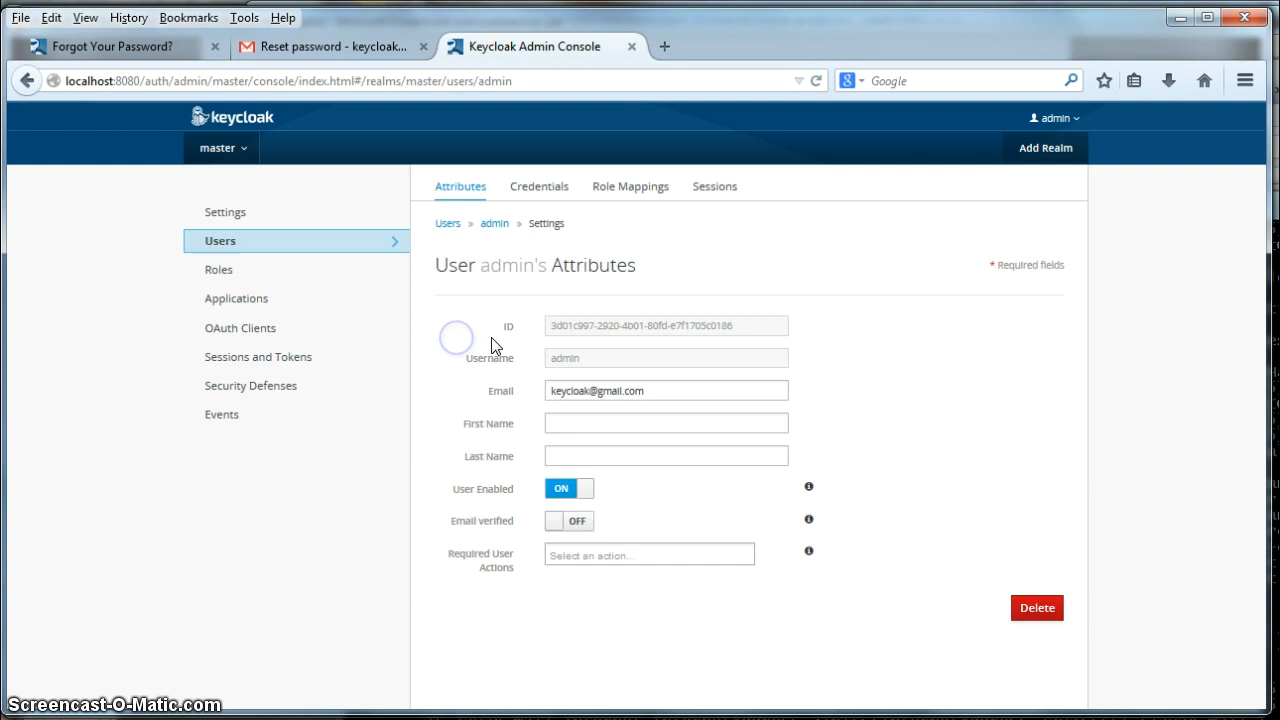 File Edit View History Bookmarks Tools Help
Forgot Your Password?
Reset password - keycloak...
Keycloak Admin Console
localhost:8080/auth/admin/master/console/index.html#/realms/master/users/admin
Google
keycloak
admin
master
Add Realm
Settings
Users
Roles
Applications
OAuth Clients
Sessions and Tokens
Security Defenses
Events
Attributes Credentials Role Mappings Sessions
Users » admin » Settings
User admin's Attributes
* Required fields
ID 3d01c997-2920-4b01-80fd-e7f1705c0186
Username admin
Email keycloak@gmail.com
First Name
Last Name
User Enabled ON
Email verified OFF
Required User
Actions
Select an action...
Delete
Screencast-O-Matic.com